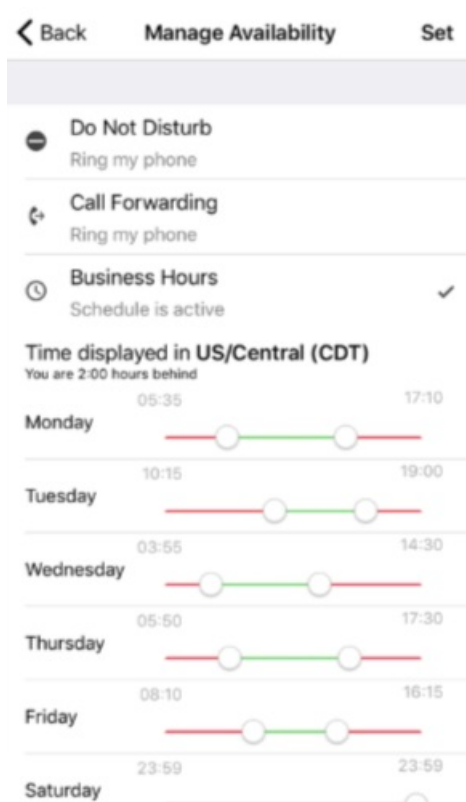 Back Manage Availability Set
Do Not Disturb
Ring my phone
Call Forwarding
Ring my phone
Business Hours
Schedule is active
Time displayed in US/Central (CDT)
You are 2:00 hours behind
05:35 17:10
Monday
10:15 19:00
Tuesday
03:55 14:30
Wednesday
05:50 17:30
Thursday
08:10 16:15
Friday
23:59 23:59
Saturday